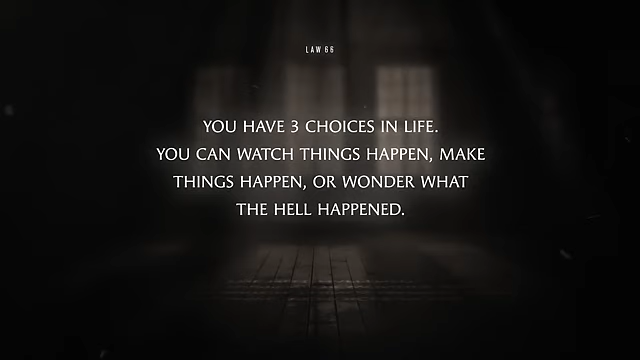 LAW 66
YOU HAVE 3 CHOICES IN LIFE.
YOU CAN WATCH THINGS HAPPEN, MAKE
THINGS HAPPEN, OR WONDER WHAT
THE HELL HAPPENED.